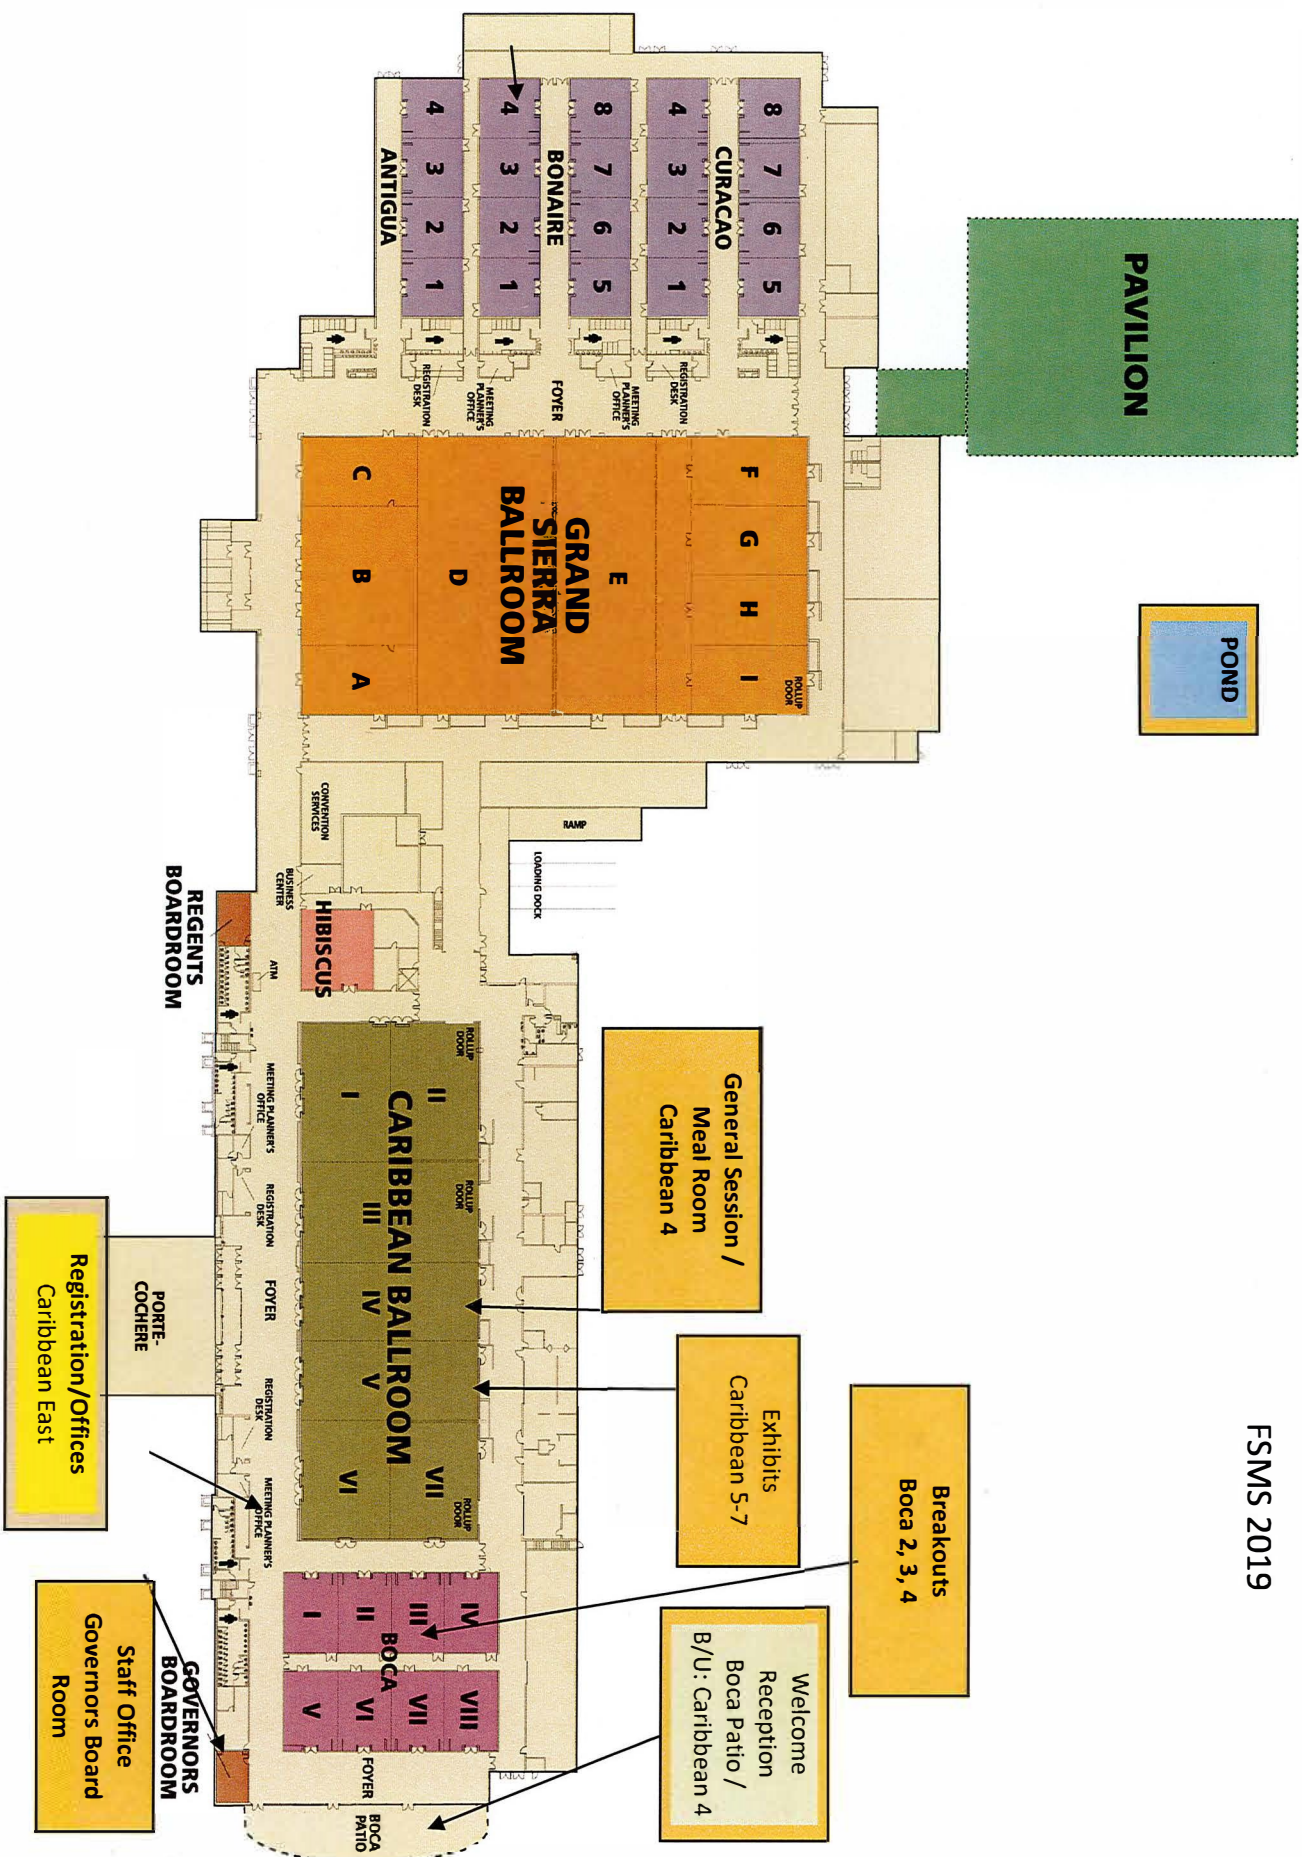 FSMS 2019
PAVILION
POND
8
7
6
5
CURACAO
4
3
2
1
8
7
6
5
BONAIRE
4
3
2
1
4
3
2
1
ANTIGUA
REGISTRATION
DESK
MEETING
PLANNER'S
OFFICE
FOYER
MEETING
PLANNER'S
OFFICE
REGISTRATION
DESK
F
G
H
I
ROLLUP
DOOR
E
GRAND
SIERRA
BALLROOM
D
C
B
A
RAMP
LOADING DOCK
CONVENTION
SERVICES
BUSINESS
CENTER
HIBISCUS
REGENTS
BOARDROOM
ATM
General Session /
Meal Room
Caribbean 4
Exhibits
Caribbean 5-7
Breakouts
Boca 2, 3, 4
Welcome
Reception
Boca Patio /
B/U: Caribbean 4
ROLLUP
DOOR
ROLLUP
DOOR
ROLLUP
DOOR
II
VII
CARIBBEAN BALLROOM
I
III
IV
V
VI
MEETING PLANNER'S
OFFICE
REGISTRATION
DESK
FOYER
REGISTRATION
DESK
MEETING PLANNER'S
OFFICE
PORTE-
COCHERE
IV
VIII
III
VII
BOCA
II
VI
I
V
FOYER
BOCA
PATIO
GOVERNORS
BOARDROOM
Registration/Offices
Caribbean East
Staff Office
Governors Board
Room